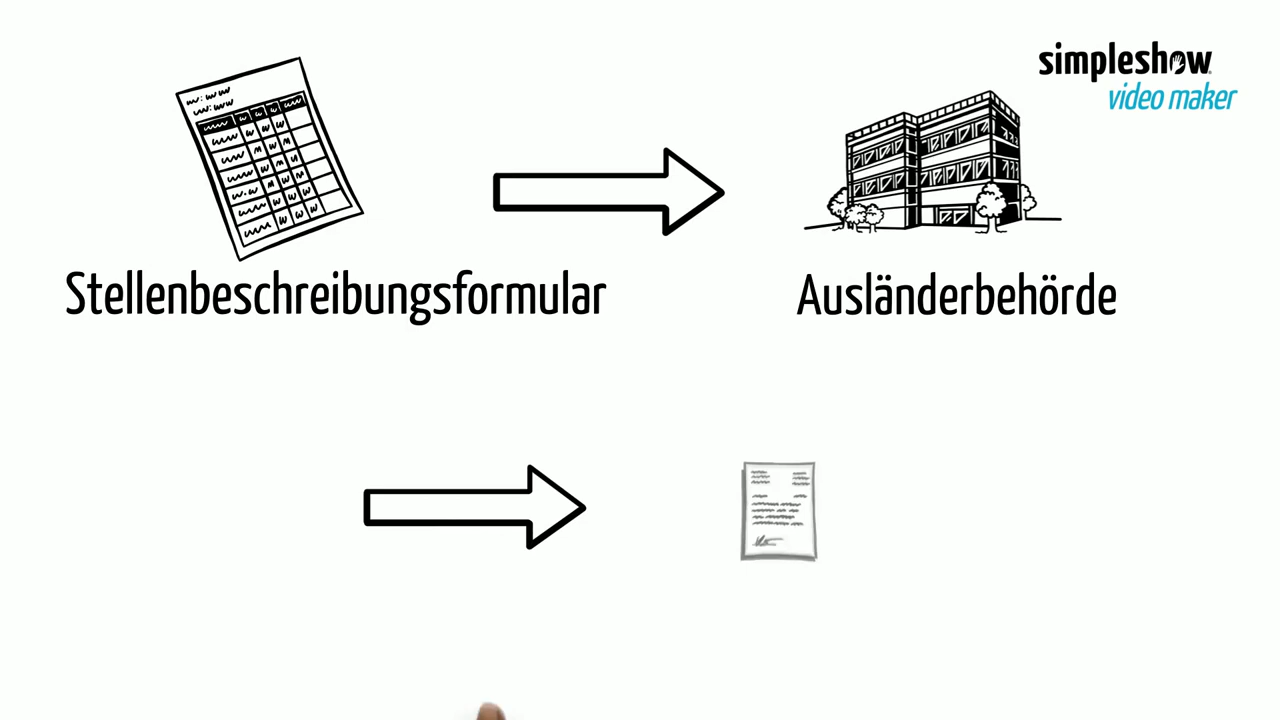 simpleshow
video maker
Stellenbeschreibungsformular
Ausländerbehörde